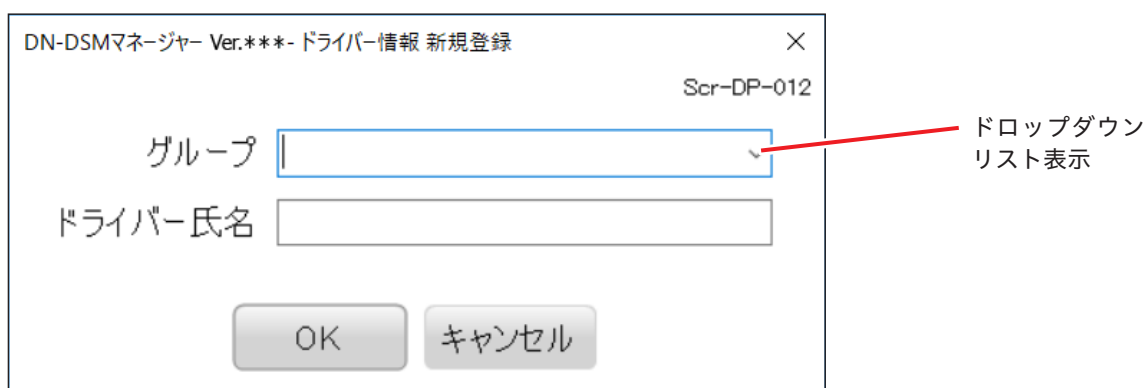 DN-DSMマネージャー Ver.***- ドライバー情報 新規登録
Scr-DP-012
グループ
ドロップダウン
リスト表示
ドライバー氏名
OK キャンセル